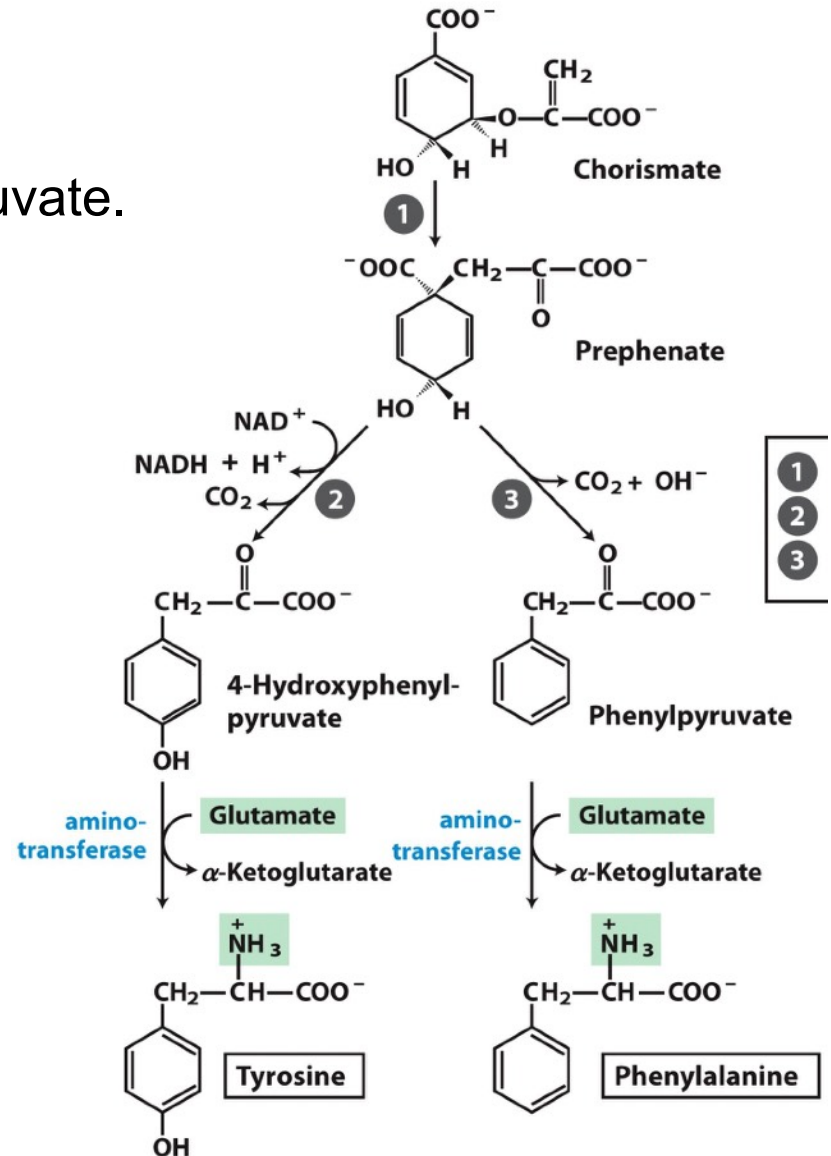 COO⁻
CH₂
O—C—COO⁻
H
HO H
Chorismate
uvate.
1
⁻OOC CH₂—C—COO⁻
O
Prephenate
HO H
NAD⁺
NADH + H⁺
CO₂
2
3
CO₂ + OH⁻
1
2
3
O
CH₂—C—COO⁻
4-Hydroxyphenyl-
pyruvate
OH
O
CH₂—C—COO⁻
Phenylpyruvate
amino-
transferase
Glutamate
α-Ketoglutarate
amino-
transferase
Glutamate
α-Ketoglutarate
+
NH₃
CH₂—CH—COO⁻
Tyrosine
OH
+
NH₃
CH₂—CH—COO⁻
Phenylalanine